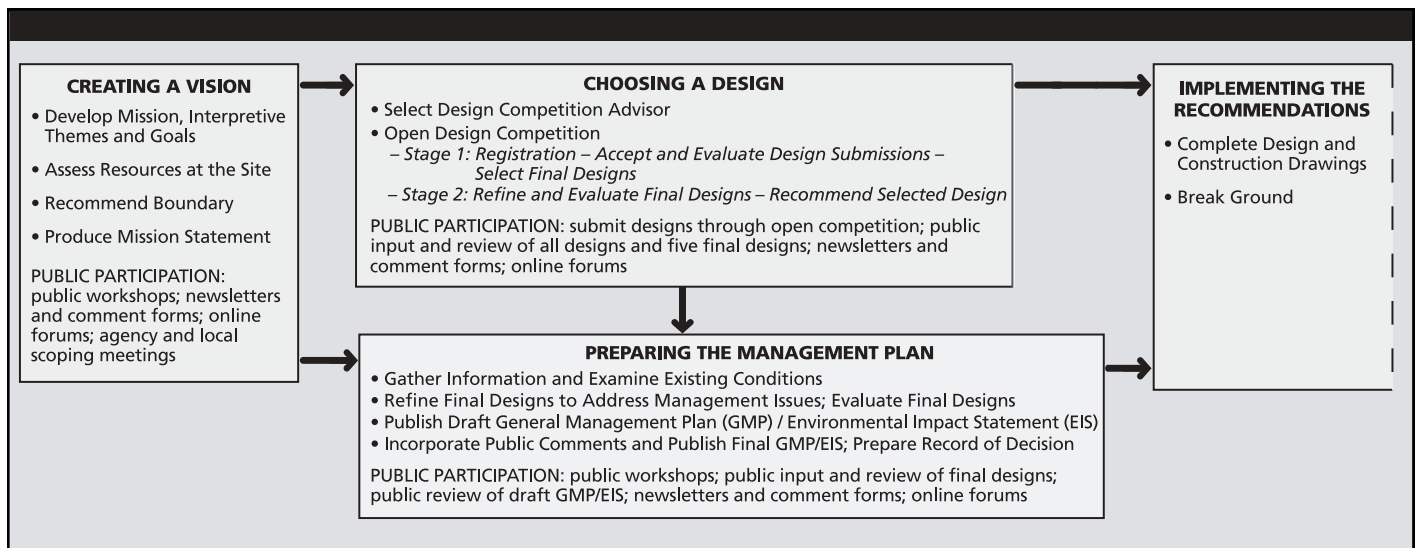 CREATING A VISION
• Develop Mission, Interpretive
Themes and Goals
• Assess Resources at the Site
• Recommend Boundary
• Produce Mission Statement
PUBLIC PARTICIPATION:
public workshops; newsletters
and comment forms; online
forums; agency and local
scoping meetings
CHOOSING A DESIGN
• Select Design Competition Advisor
• Open Design Competition
– Stage 1: Registration – Accept and Evaluate Design Submissions –
Select Final Designs
– Stage 2: Refine and Evaluate Final Designs – Recommend Selected Design
PUBLIC PARTICIPATION: submit designs through open competition; public
input and review of all designs and five final designs; newsletters and
comment forms; online forums
PREPARING THE MANAGEMENT PLAN
• Gather Information and Examine Existing Conditions
• Refine Final Designs to Address Management Issues; Evaluate Final Designs
• Publish Draft General Management Plan (GMP) / Environmental Impact Statement (EIS)
• Incorporate Public Comments and Publish Final GMP/EIS; Prepare Record of Decision
PUBLIC PARTICIPATION: public workshops; public input and review of final designs;
public review of draft GMP/EIS; newsletters and comment forms; online forums
IMPLEMENTING THE
RECOMMENDATIONS
• Complete Design and
Construction Drawings
• Break Ground